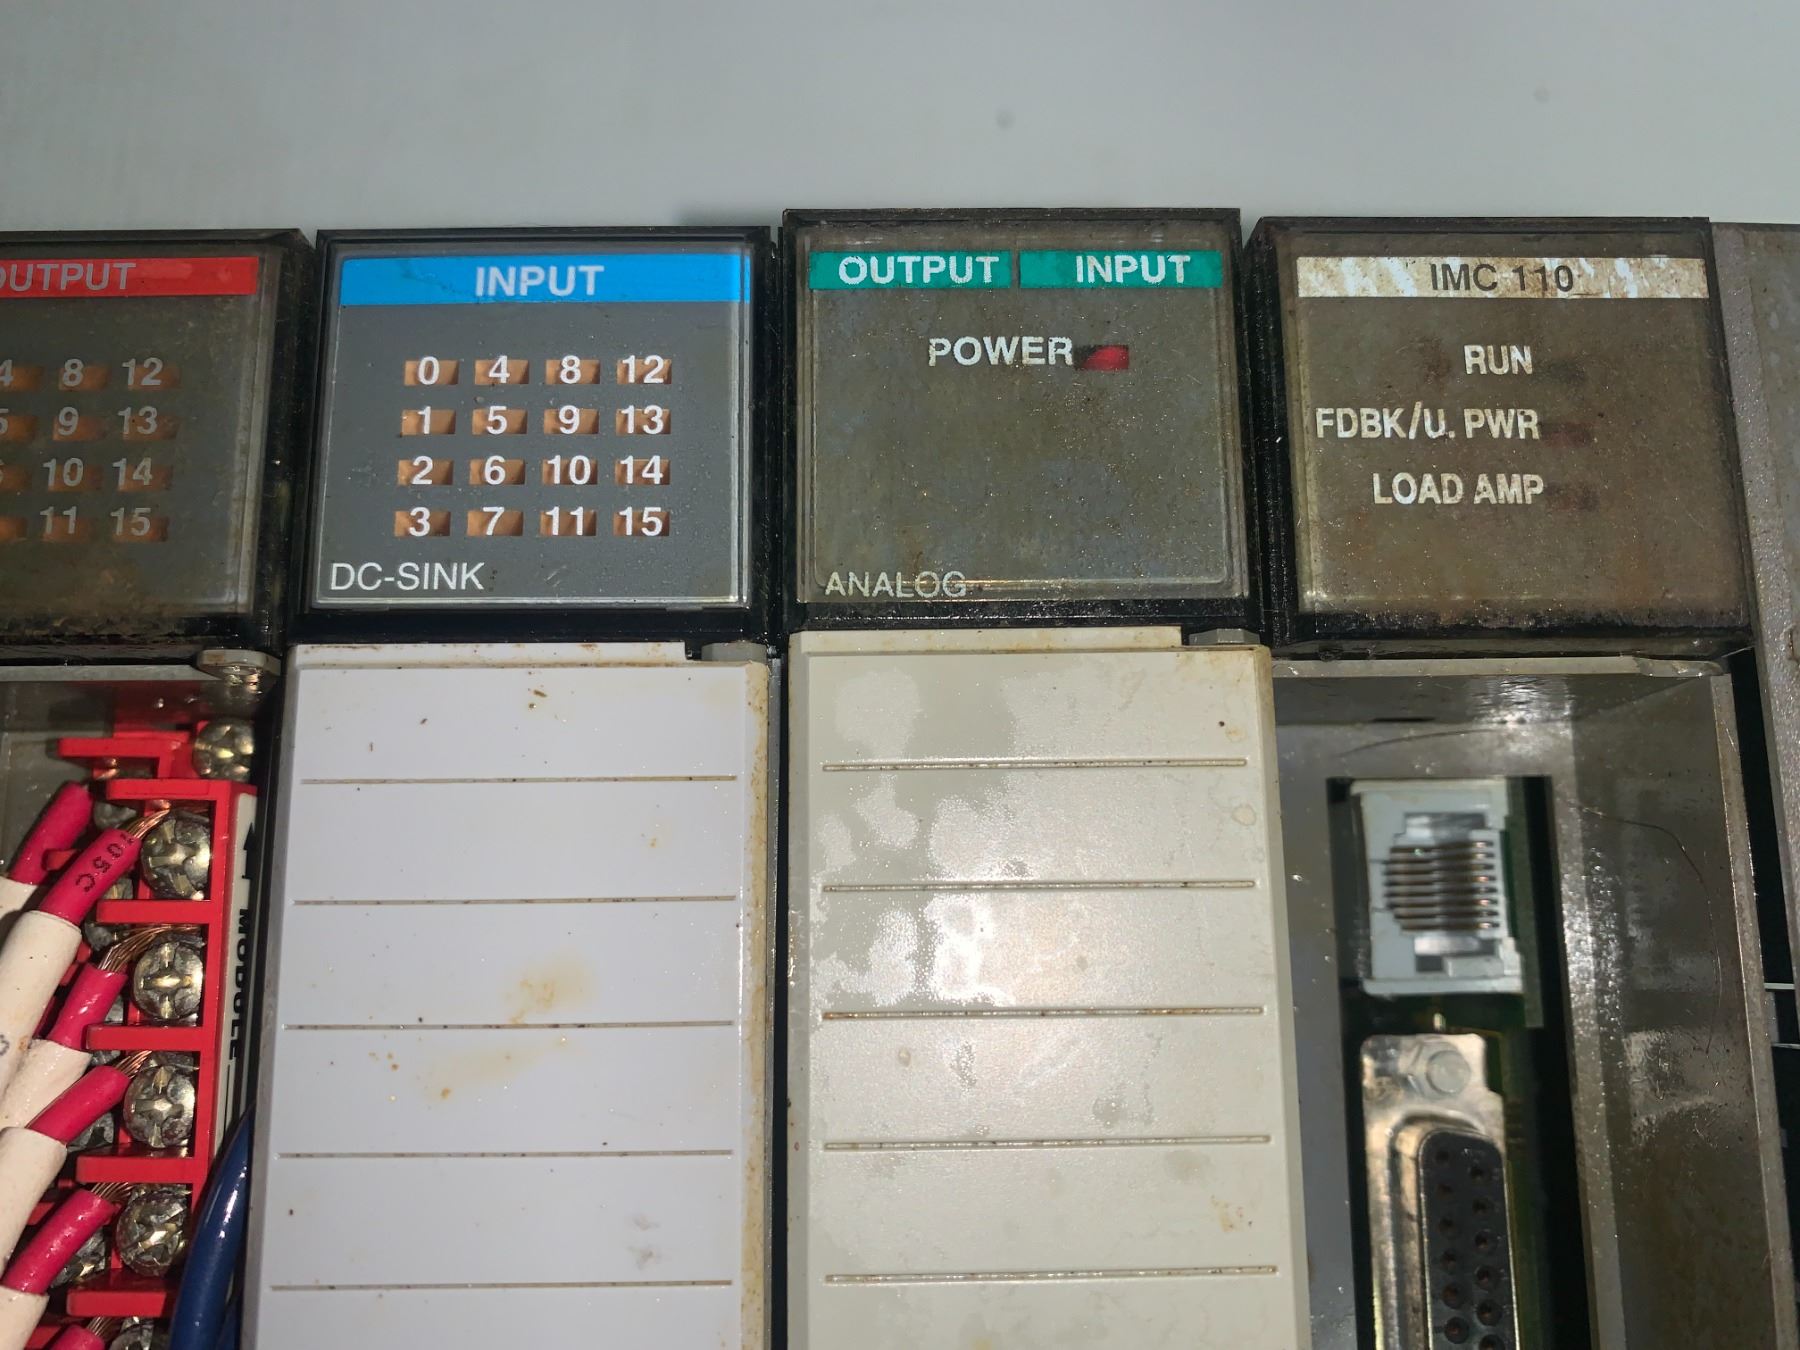 OUTPUT
4 8 12
5 9 13
10 14
11 15
INPUT
0 4 8 12
1 5 9 13
2 6 10 14
3 7 11 15
DC-SINK
OUTPUT INPUT
POWER
ANALOG
IMC 110
RUN
FDBK/U. PWR
LOAD AMP
105C
MODULE